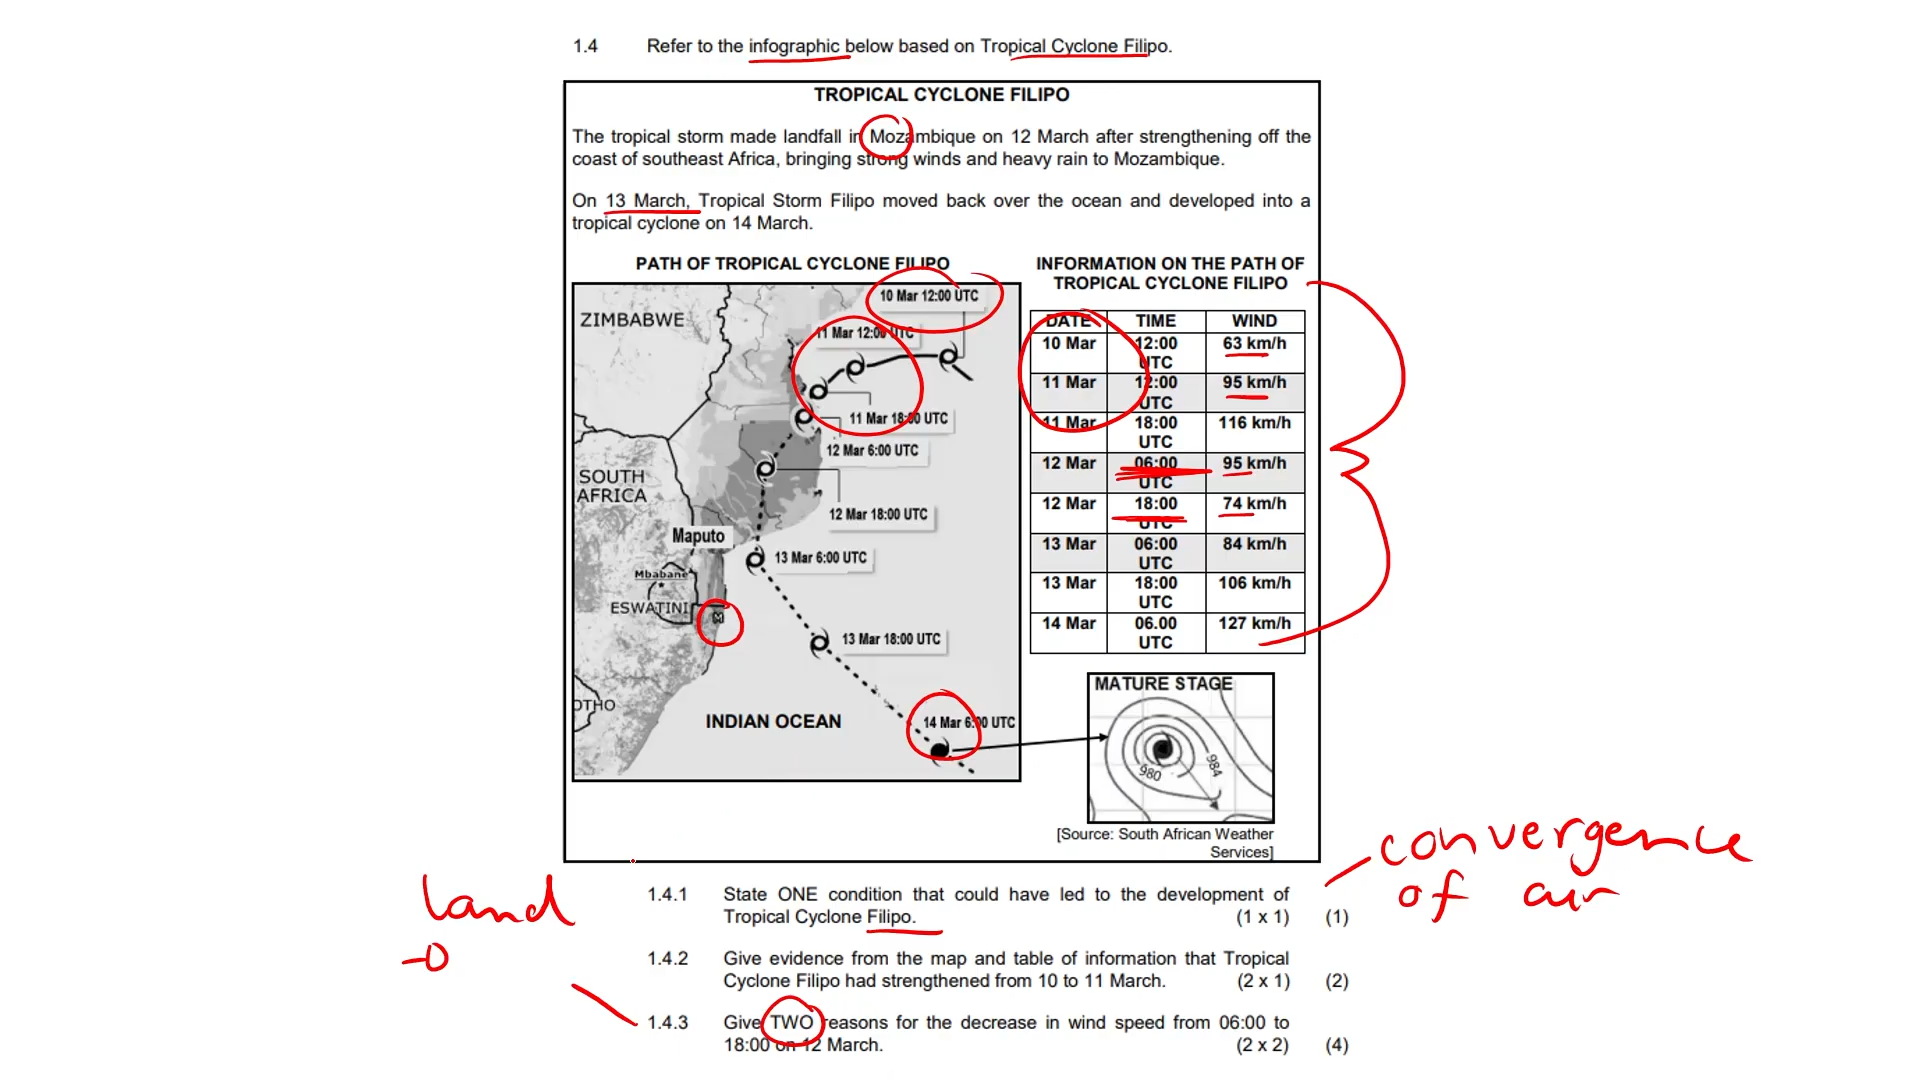 1.4 Refer to the infographic below based on Tropical Cyclone Filipo.
TROPICAL CYCLONE FILIPO
The tropical storm made landfall in Mozambique on 12 March after strengthening off the
coast of southeast Africa, bringing strong winds and heavy rain to Mozambique.
On 13 March, Tropical Storm Filipo moved back over the ocean and developed into a
tropical cyclone on 14 March.
PATH OF TROPICAL CYCLONE FILIPO
10 Mar 12:00 UTC
ZIMBABWE
11 Mar 12:00 UTC
11 Mar 18:00 UTC
12 Mar 6:00 UTC
SOUTH
AFRICA
12 Mar 18:00 UTC
Maputo
13 Mar 6:00 UTC
Mbabane
ESWATINI
M
13 Mar 18:00 UTC
OTHO
INDIAN OCEAN
14 Mar 6:00 UTC
INFORMATION ON THE PATH OF
TROPICAL CYCLONE FILIPO
DATE TIME WIND
10 Mar 12:00 UTC 63 km/h
11 Mar 12:00 UTC 95 km/h
11 Mar 18:00 UTC 116 km/h
12 Mar 06:00 UTC 95 km/h
12 Mar 18:00 UTC 74 km/h
13 Mar 06:00 UTC 84 km/h
13 Mar 18:00 UTC 106 km/h
14 Mar 06.00 UTC 127 km/h
MATURE STAGE
980
984
[Source: South African Weather
Services]
convergence
of air
land
1.4.1 State ONE condition that could have led to the development of
Tropical Cyclone Filipo. (1 x 1) (1)
1.4.2 Give evidence from the map and table of information that Tropical
Cyclone Filipo had strengthened from 10 to 11 March. (2 x 1) (2)
1.4.3 Give TWO reasons for the decrease in wind speed from 06:00 to
18:00 on 12 March. (2 x 2) (4)